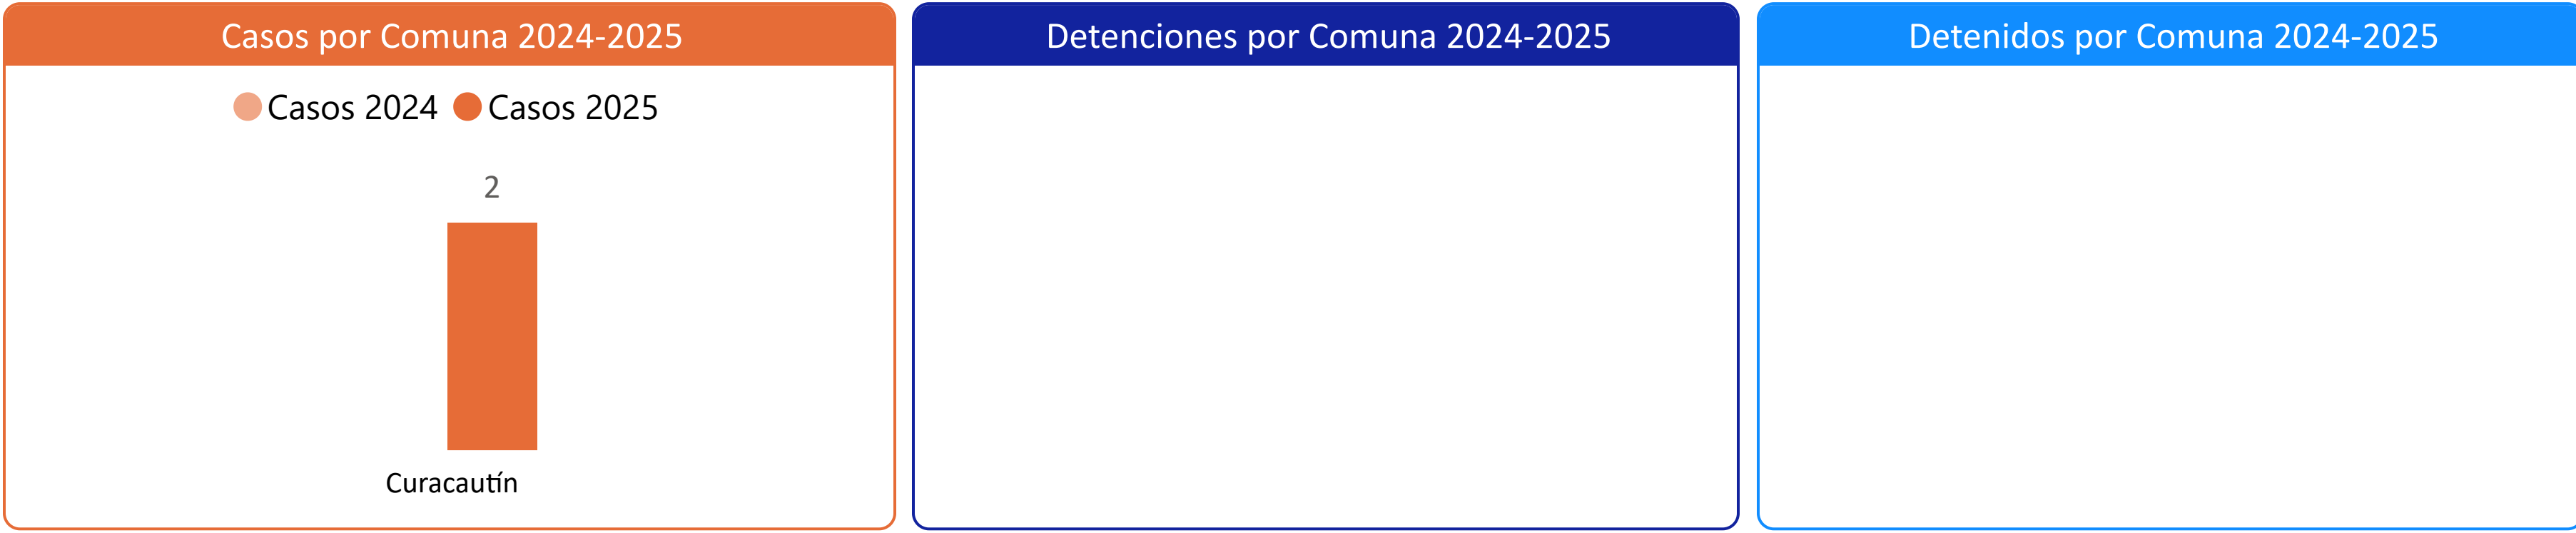 Casos por Comuna 2024-2025
Casos 2024 Casos 2025
2
Curacautín
Detenciones por Comuna 2024-2025
Detenidos por Comuna 2024-2025